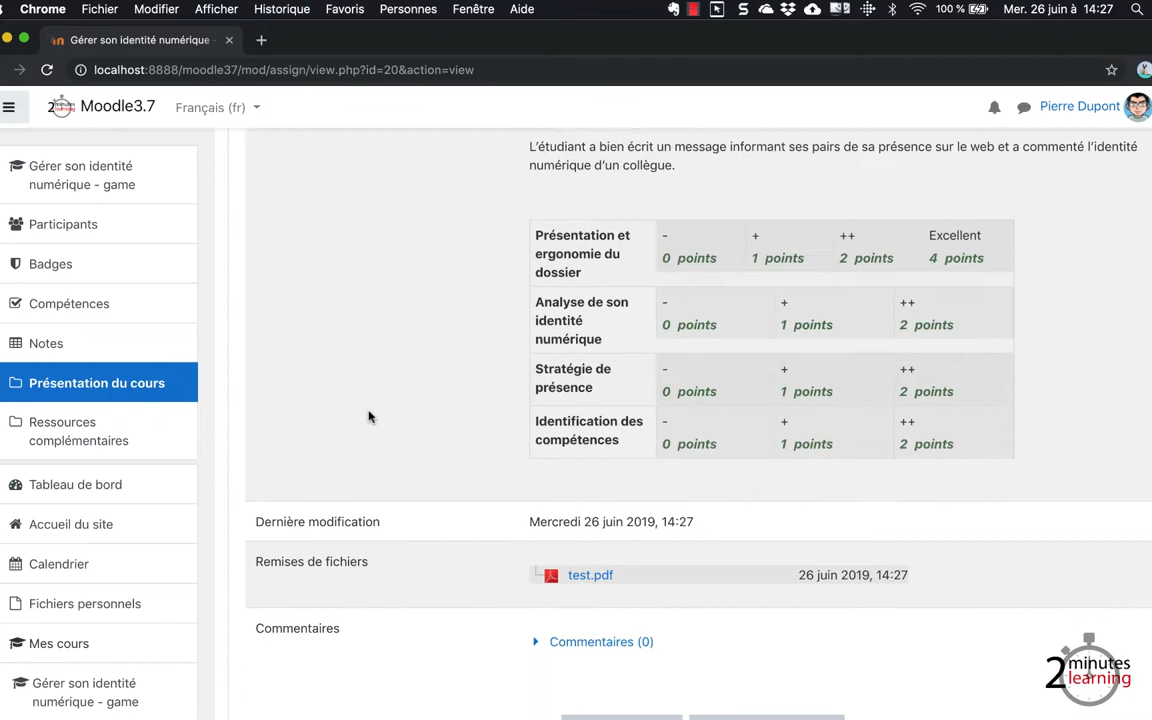 Chrome Fichier Modifier Afficher Historique Favoris Personnes Fenêtre Aide 100 % Mer. 26 juin à 14:27
Gérer son identité numérique -
localhost:8888/moodle37/mod/assign/view.php?id=20&action=view
2 minutes learning Moodle3.7 Français (fr) Pierre Dupont
L'étudiant a bien écrit un message informant ses pairs de sa présence sur le web et a commenté l'identité
numérique d'un collègue.
Gérer son identité
numérique - game
Participants
Badges
Compétences
Notes
Présentation du cours
Ressources
complémentaires
Tableau de bord
Accueil du site
Calendrier
Fichiers personnels
Mes cours
Gérer son identité
numérique - game
Présentation et
ergonomie du
dossier
- + ++ Excellent
0 points 1 points 2 points 4 points
Analyse de son
identité
numérique
- + ++
0 points 1 points 2 points
Stratégie de
présence
- + ++
0 points 1 points 2 points
Identification des
compétences
- + ++
0 points 1 points 2 points
Dernière modification Mercredi 26 juin 2019, 14:27
Remises de fichiers test.pdf 26 juin 2019, 14:27
Commentaires Commentaires (0)
2 minutes
learning